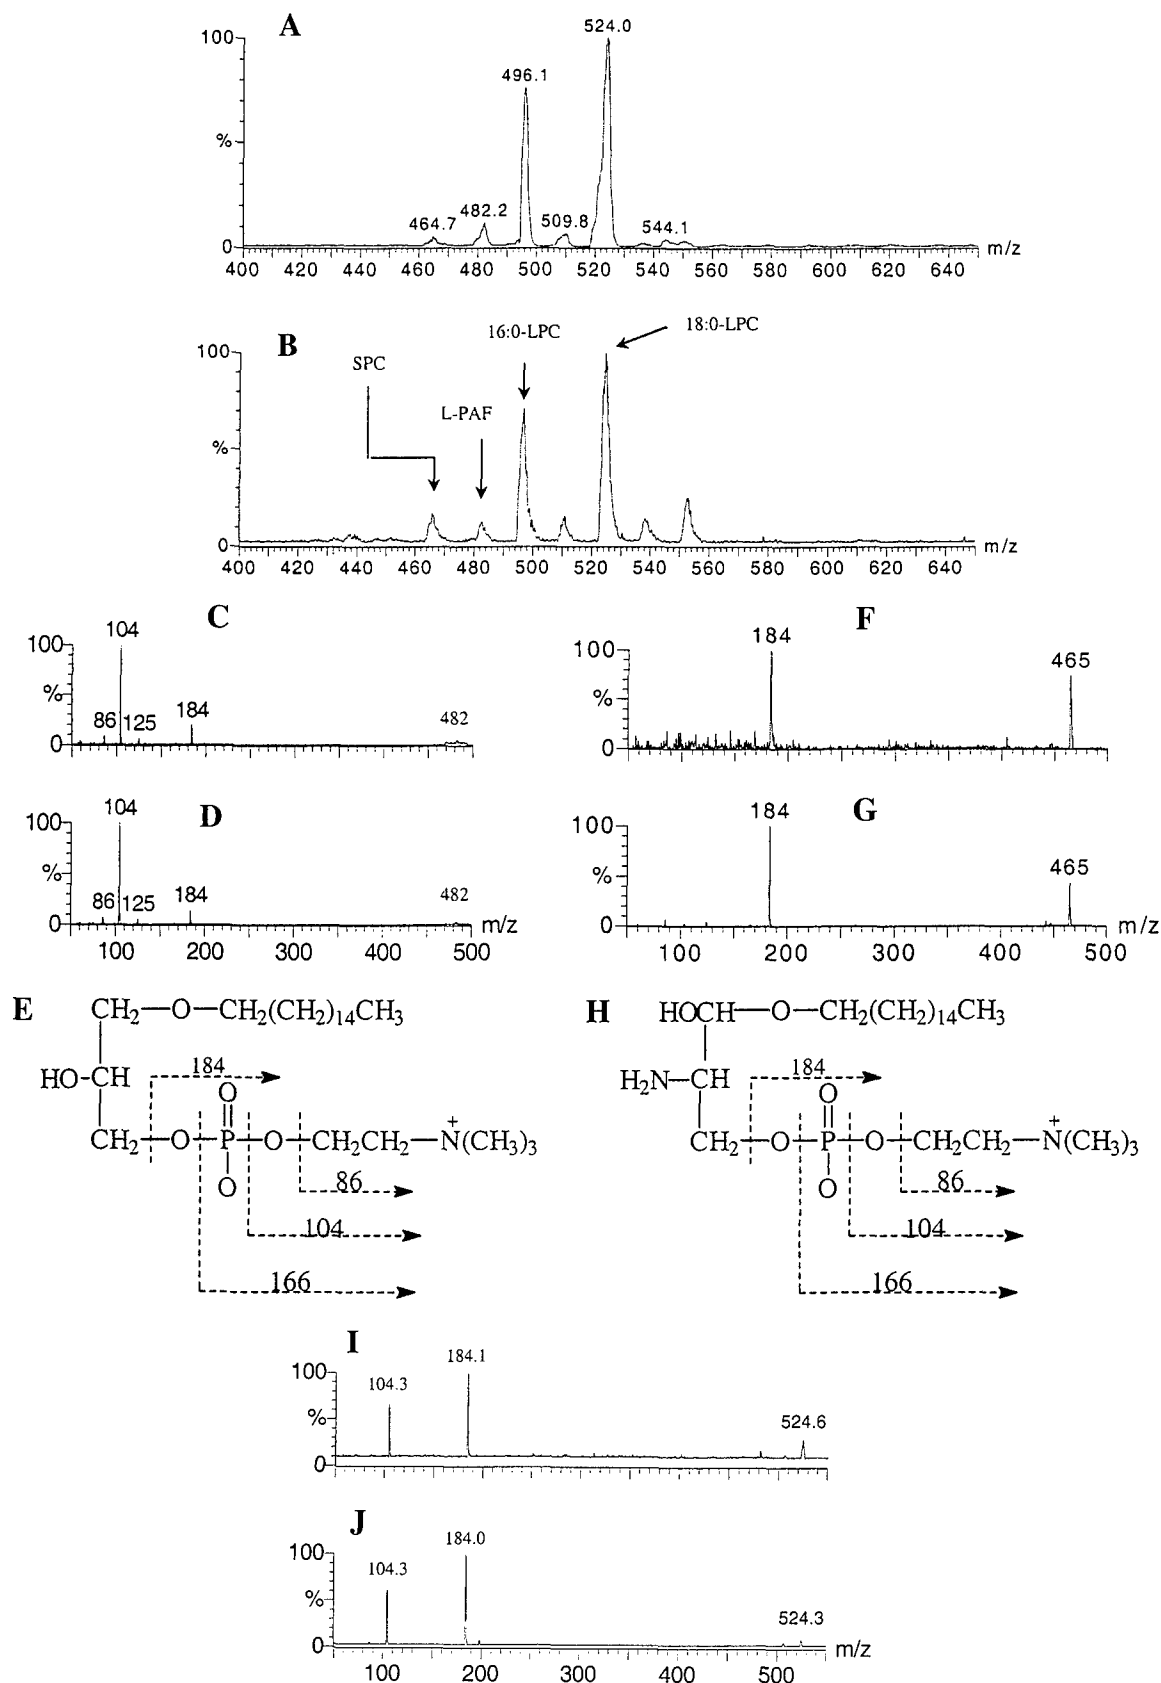 A
100
%
0
464.7
482.2
496.1
509.8
524.0
544.1
400 420 440 460 480 500 520 540 560 580 600 620 640 m/z
B
100
%
0
SPC
L-PAF
16:0-LPC
18:0-LPC
400 420 440 460 480 500 520 540 560 580 600 620 640 m/z
C
100
%
0
86
104
125
184
482
F
100
%
0
184
465
D
100
%
0
86
104
125
184
482
100 200 300 400 500 m/z
G
100
%
0
184
465
100 200 300 400 500 m/z
E
CH2—O—CH2(CH2)14CH3
HO—CH
184
O
CH2—O—P—O—CH2CH2—N(CH3)3
+
O
86
104
166
H
HOCH—O—CH2(CH2)14CH3
H2N—CH
184
O
CH2—O—P—O—CH2CH2—N(CH3)3
+
O
86
104
166
I
100
%
0
104.3
184.1
524.6
J
100
%
0
104.3
184.0
524.3
100 200 300 400 500 m/z